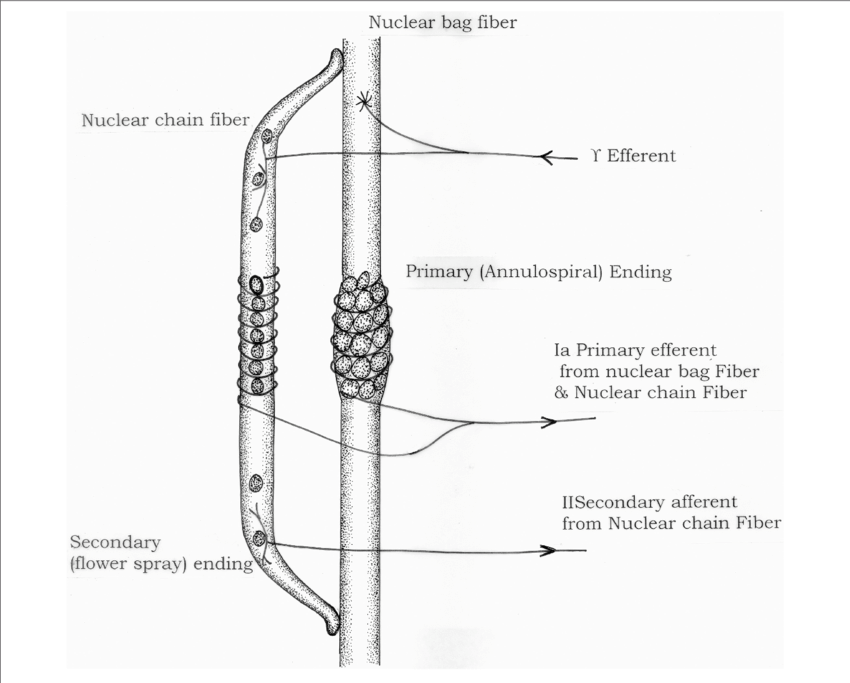 Nuclear bag fiber
Nuclear chain fiber
ϒ Efferent
Primary (Annulospiral) Ending
Ia Primary efferent
from nuclear bag Fiber
& Nuclear chain Fiber
IISecondary afferent
from Nuclear chain Fiber
Secondary
(flower spray) ending